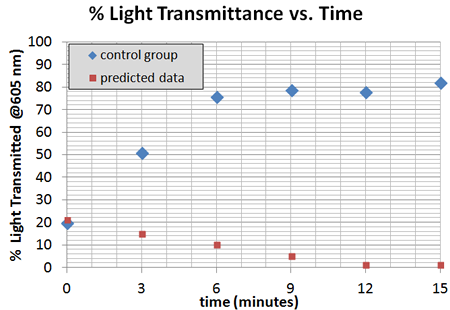 % Light Transmittance vs. Time
control group
predicted data
% Light Transmitted @605 nm)
100
90
80
70
60
50
40
30
20
10
0
0 3 6 9 12 15
time (minutes)